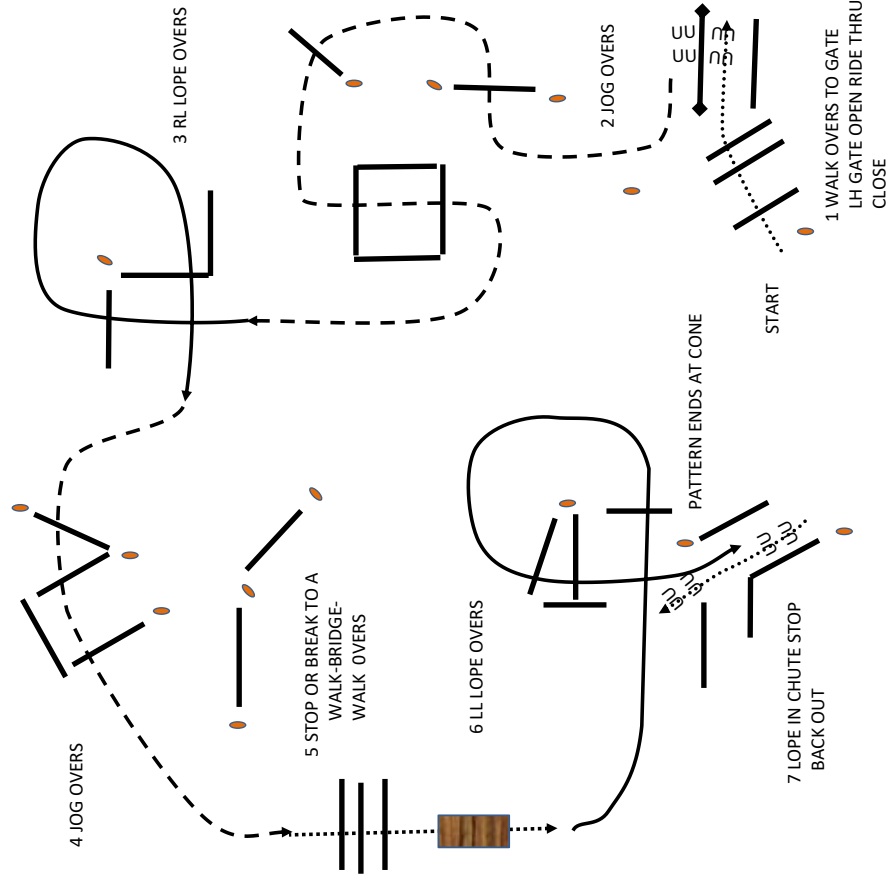 1 WALK OVERS TO GATE
LH GATE OPEN RIDE THRU
CLOSE
START
2 JOG OVERS
3 RL LOPE OVERS
4 JOG OVERS
5 STOP OR BREAK TO A
WALK-BRIDGE-
WALK 0VERS
6 LL LOPE OVERS
PATTERN ENDS AT CONE
7 LOPE IN CHUTE STOP
BACK OUT